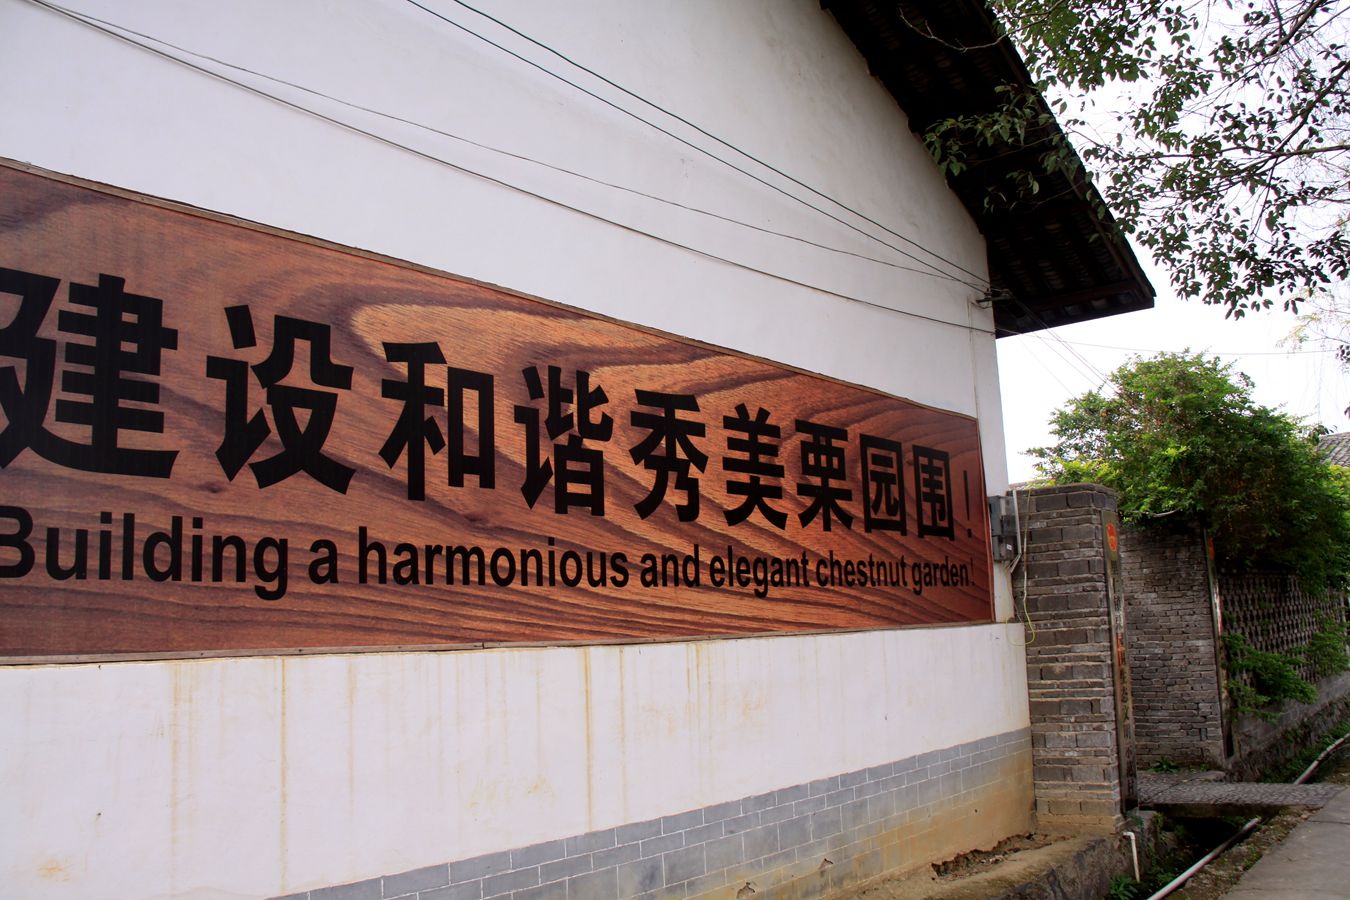 建设和谐秀美栗园围!
Building a harmonious and elegant chestnut garden!